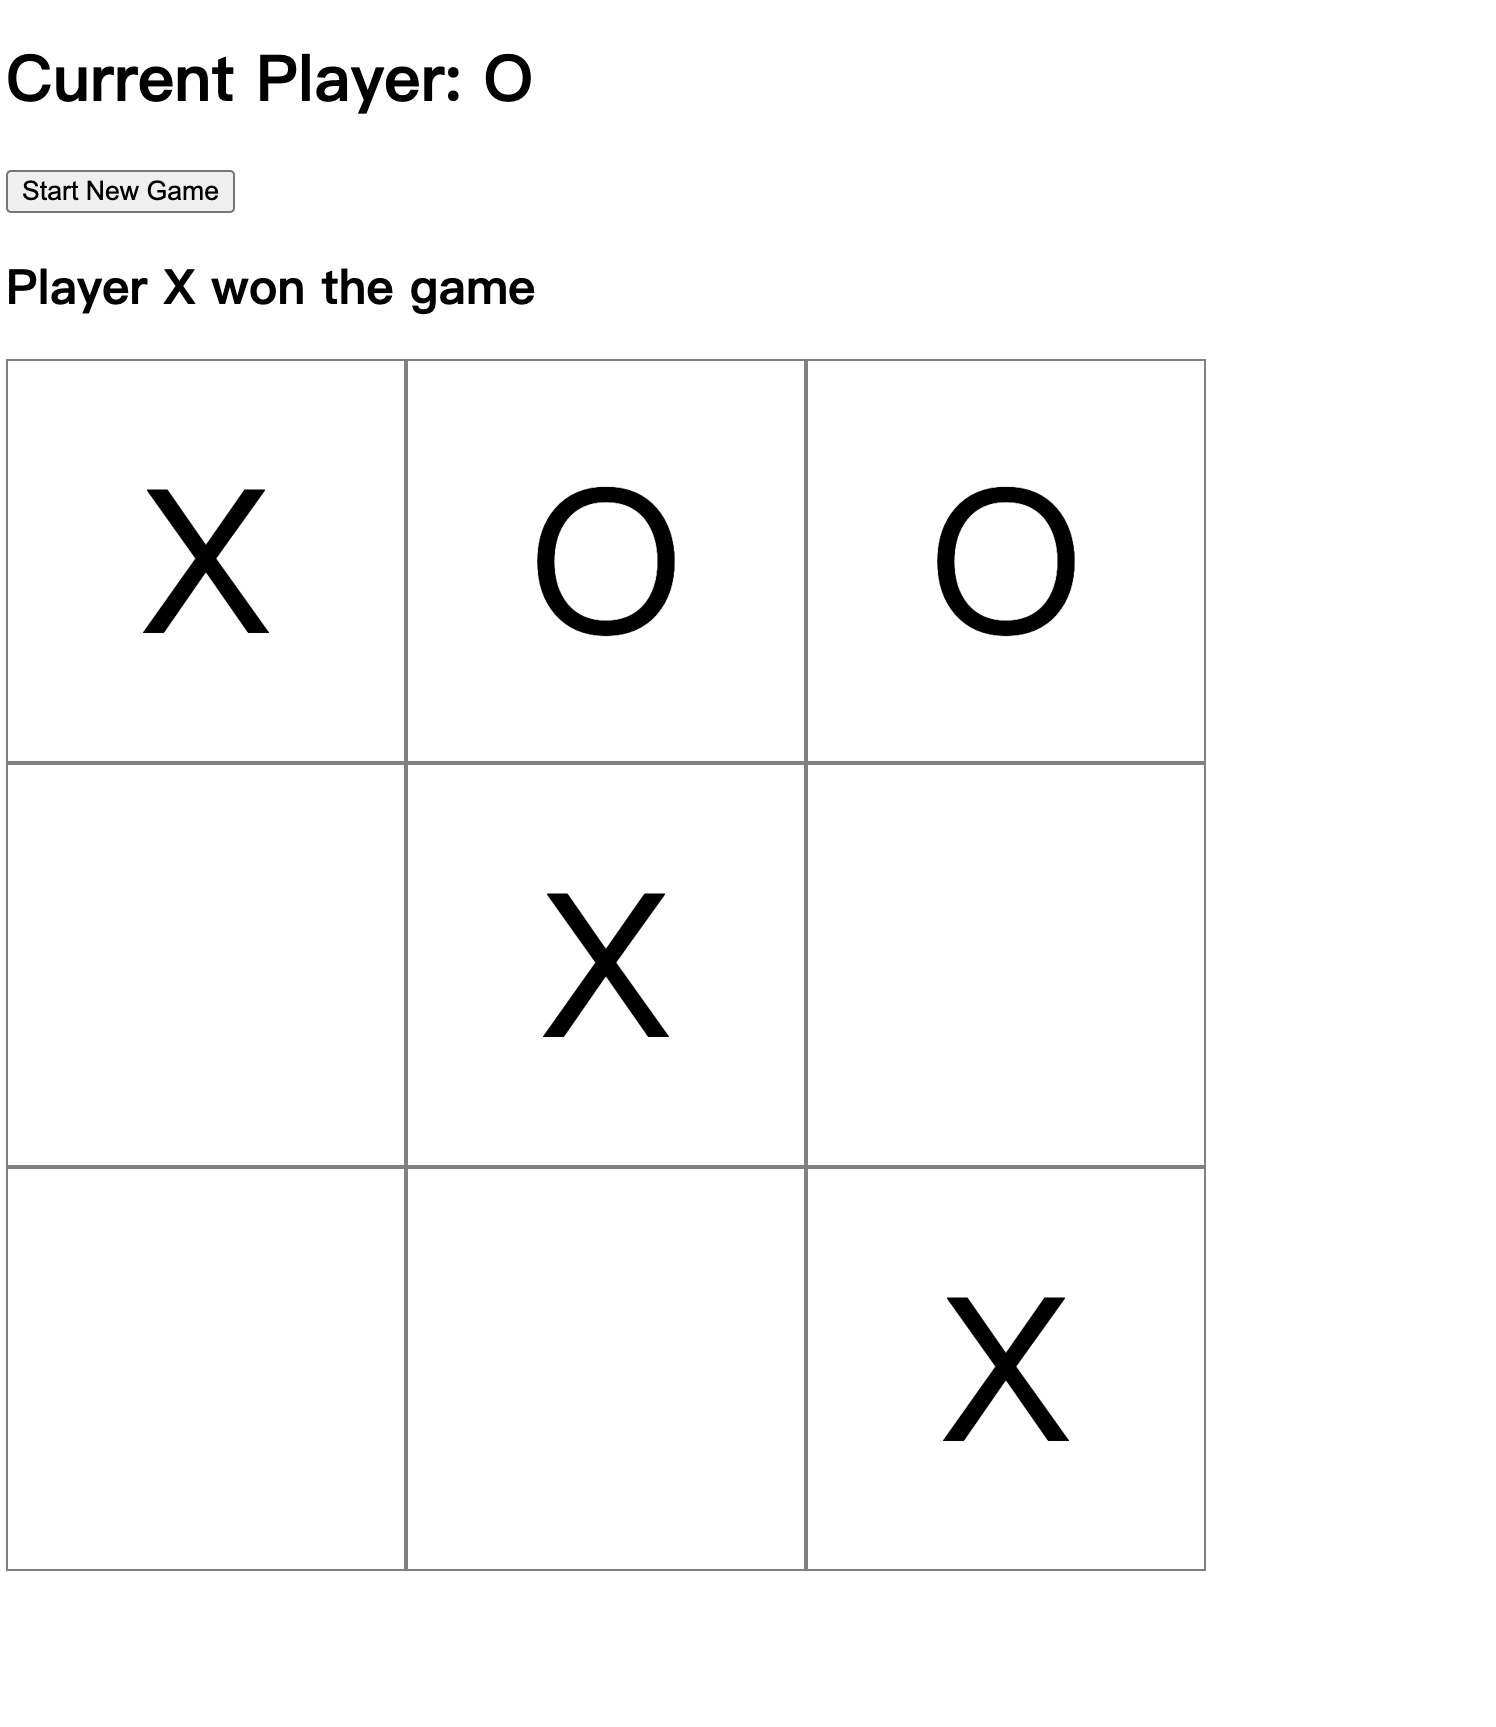 Current Player: O
Start New Game
Player X won the game
X O O
X
X